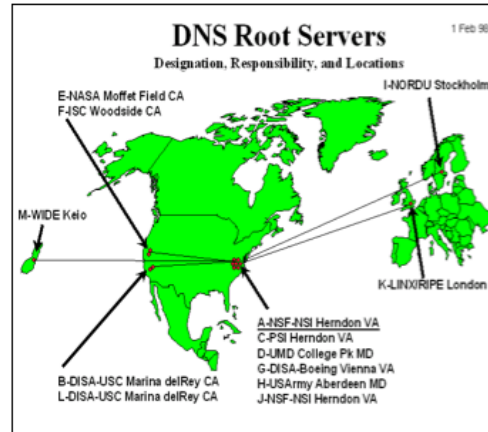 DNS Root Servers
1 Feb 98
Designation, Responsibility, and Locations
E-NASA Moffet Field CA
F-ISC Woodside CA
I-NORDU Stockholm
M-WIDE Keio
K-LINX/RIPE London
A-NSF-NSI Herndon VA
C-PSI Herndon VA
D-UMD College Pk MD
G-DISA-Boeing Vienna VA
H-USArmy Aberdeen MD
J-NSF-NSI Herndon VA
B-DISA-USC Marina delRey CA
L-DISA-USC Marina delRey CA